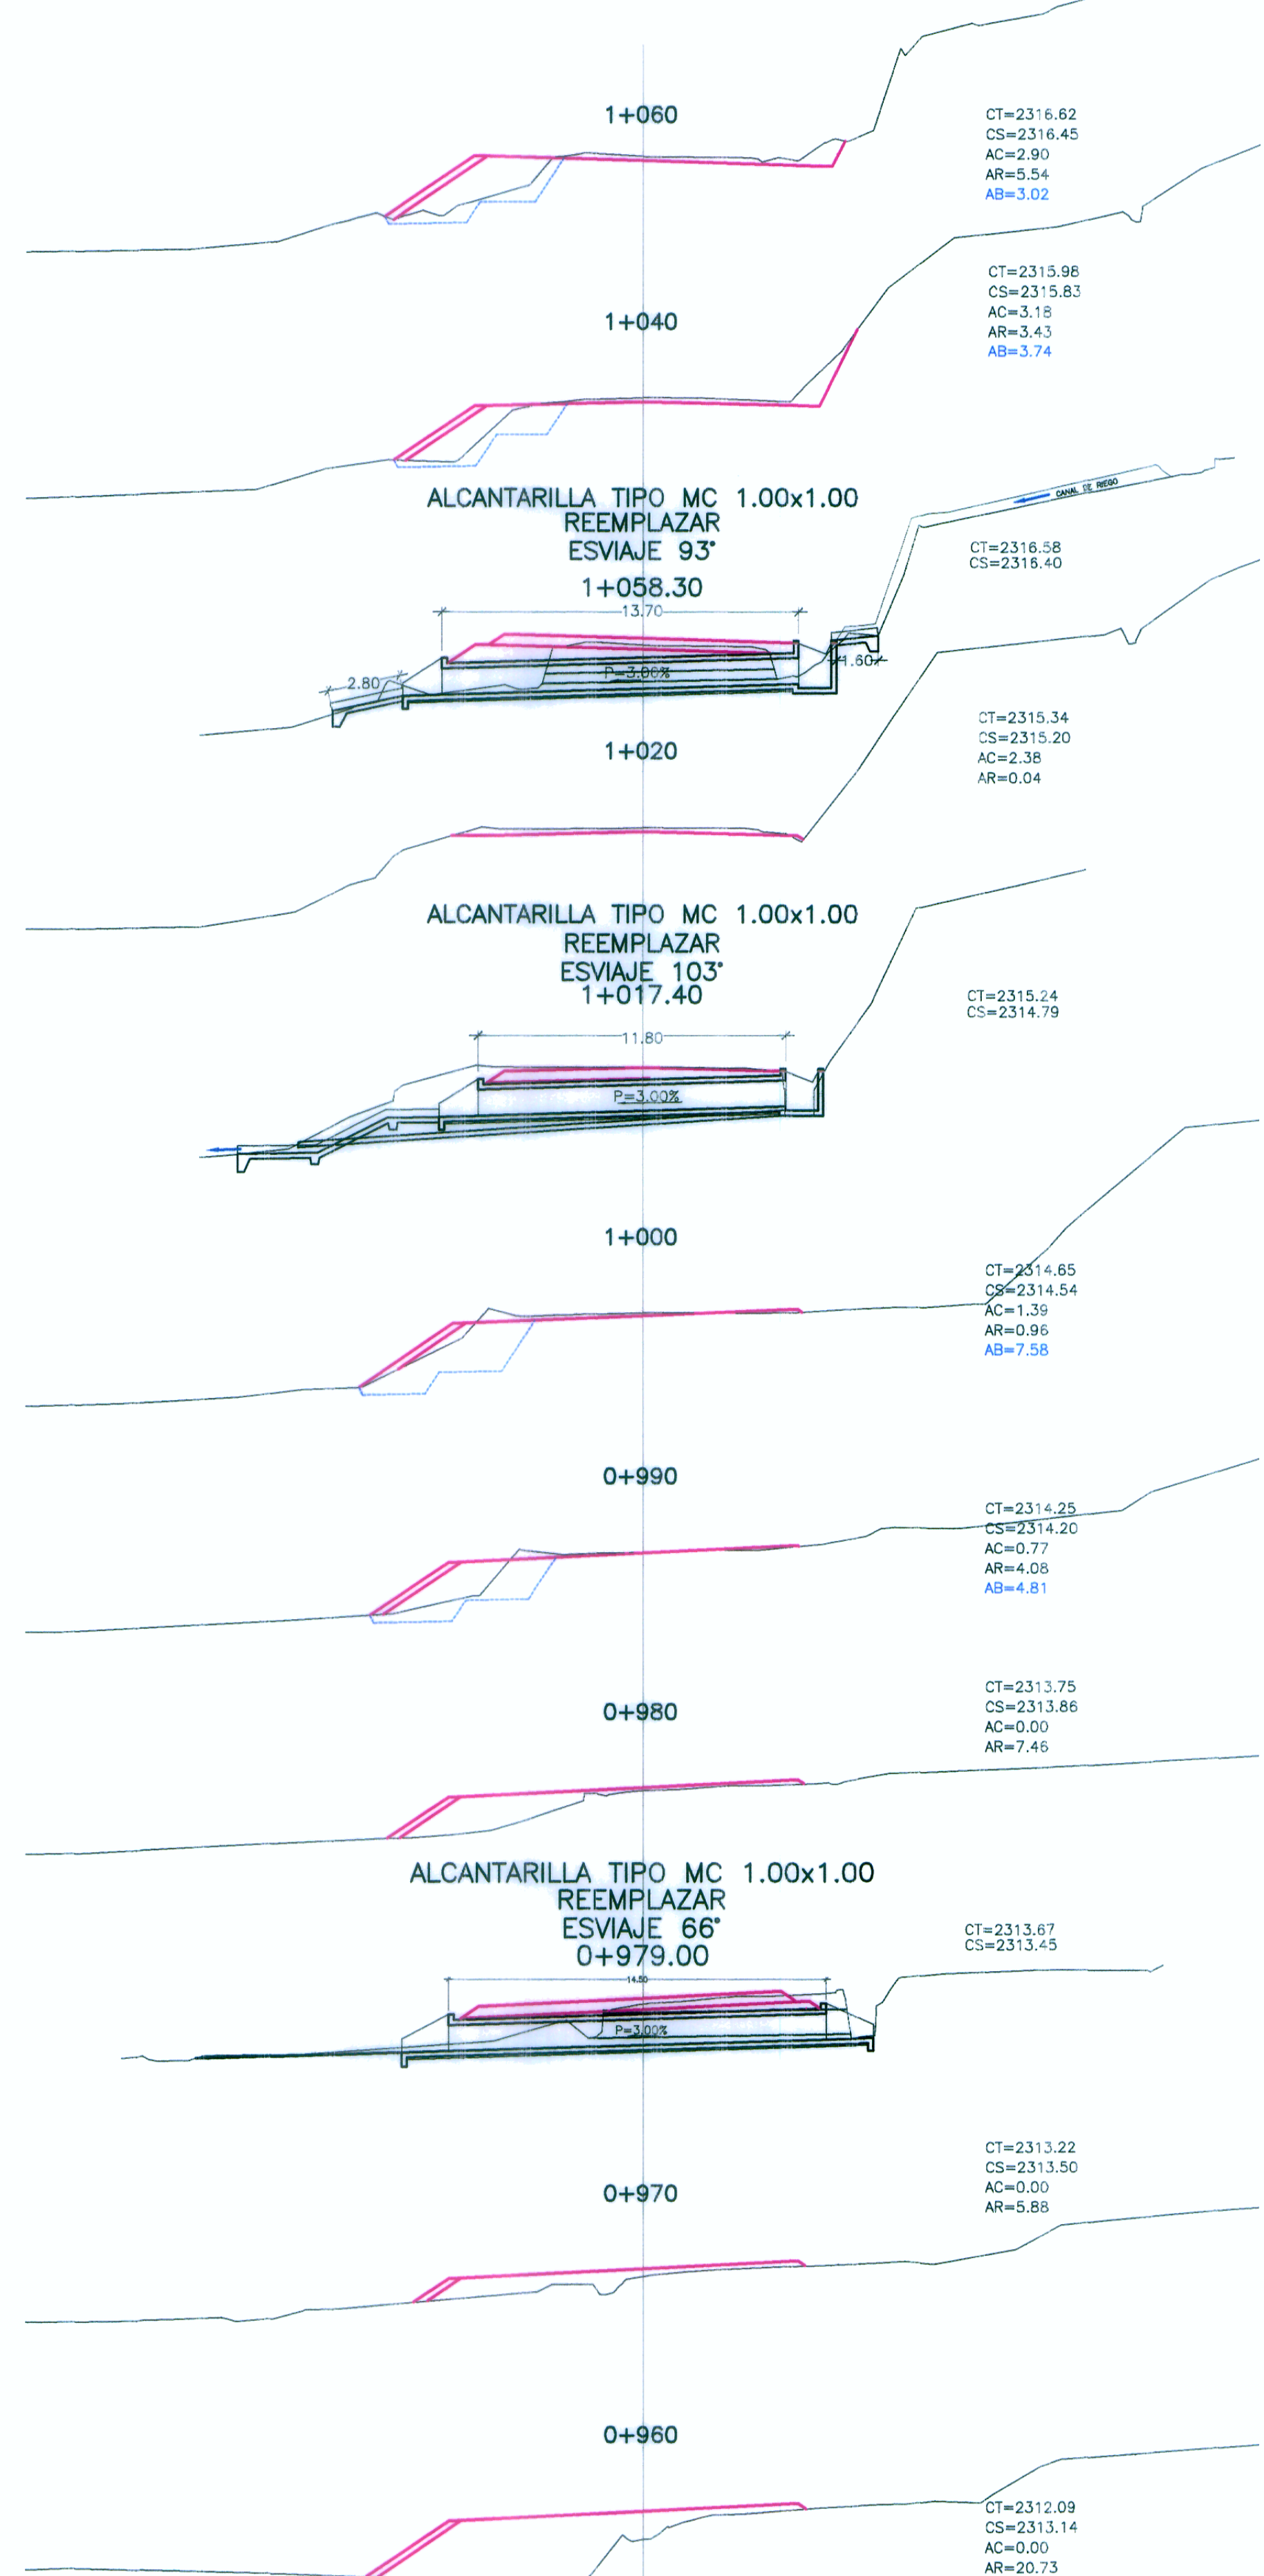 1+060
CT=2316.62
CS=2316.45
AC=2.90
AR=5.54
AB=3.02
1+040
CT=2315.98
CS=2315.83
AC=3.18
AR=3.43
AB=3.74
CANAL DE RIEGO
ALCANTARILLA TIPO MC 1.00x1.00
REEMPLAZAR
ESVIAJE 93°
1+058.30
CT=2316.58
CS=2316.40
13.70
1.60
2.80
P=3.00%
1+020
CT=2315.34
CS=2315.20
AC=2.38
AR=0.04
ALCANTARILLA TIPO MC 1.00x1.00
REEMPLAZAR
ESVIAJE 103°
1+017.40
CT=2315.24
CS=2314.79
11.80
P=3.00%
1+000
CT=2314.65
CS=2314.54
AC=1.39
AR=0.96
AB=7.58
0+990
CT=2314.25
CS=2314.20
AC=0.77
AR=4.08
AB=4.81
0+980
CT=2313.75
CS=2313.86
AC=0.00
AR=7.46
ALCANTARILLA TIPO MC 1.00x1.00
REEMPLAZAR
ESVIAJE 66°
0+979.00
CT=2313.67
CS=2313.45
14.50
P=3.00%
0+970
CT=2313.22
CS=2313.50
AC=0.00
AR=5.88
0+960
CT=2312.09
CS=2313.14
AC=0.00
AR=20.73